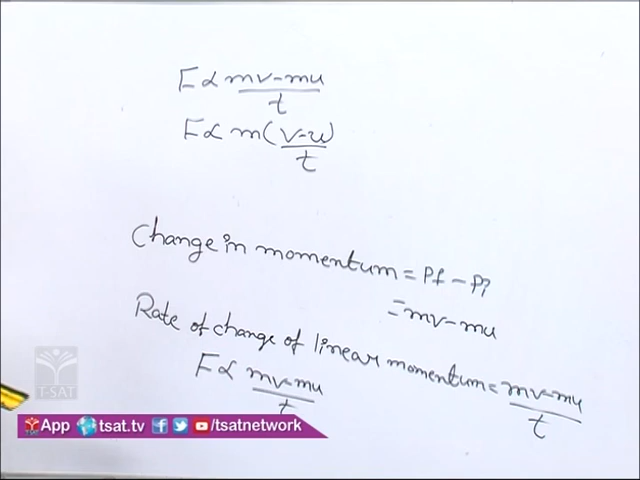 F∝ mv-mu
t
F∝ m(v-u)
t
Change in momentum = Pf - Pi
= mv-mu
Rate of change of linear momentum = mv-mu
t
F∝ mv-mu
t
T-SAT
App tsat.tv /tsatnetwork